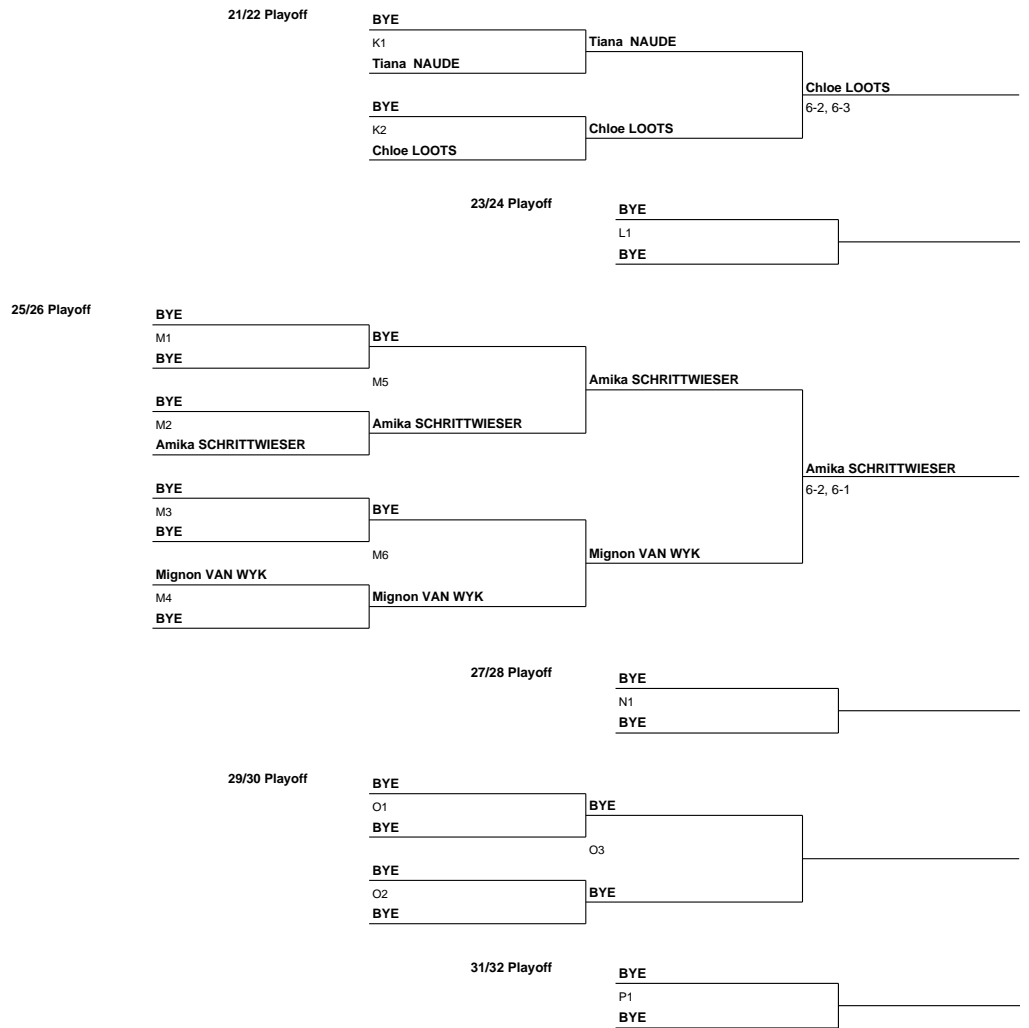 21/22 Playoff
BYE
K1
Tiana NAUDE
Tiana NAUDE
BYE
K2
Chloe LOOTS
Chloe LOOTS
Chloe LOOTS
6-2, 6-3
23/24 Playoff
BYE
L1
BYE
25/26 Playoff
BYE
M1
BYE
BYE
M5
BYE
M2
Amika SCHRITTWIESER
Amika SCHRITTWIESER
Amika SCHRITTWIESER
BYE
M3
BYE
BYE
M6
Mignon VAN WYK
M4
BYE
Mignon VAN WYK
Mignon VAN WYK
Amika SCHRITTWIESER
6-2, 6-1
27/28 Playoff
BYE
N1
BYE
29/30 Playoff
BYE
O1
BYE
BYE
O3
BYE
O2
BYE
BYE
31/32 Playoff
BYE
P1
BYE